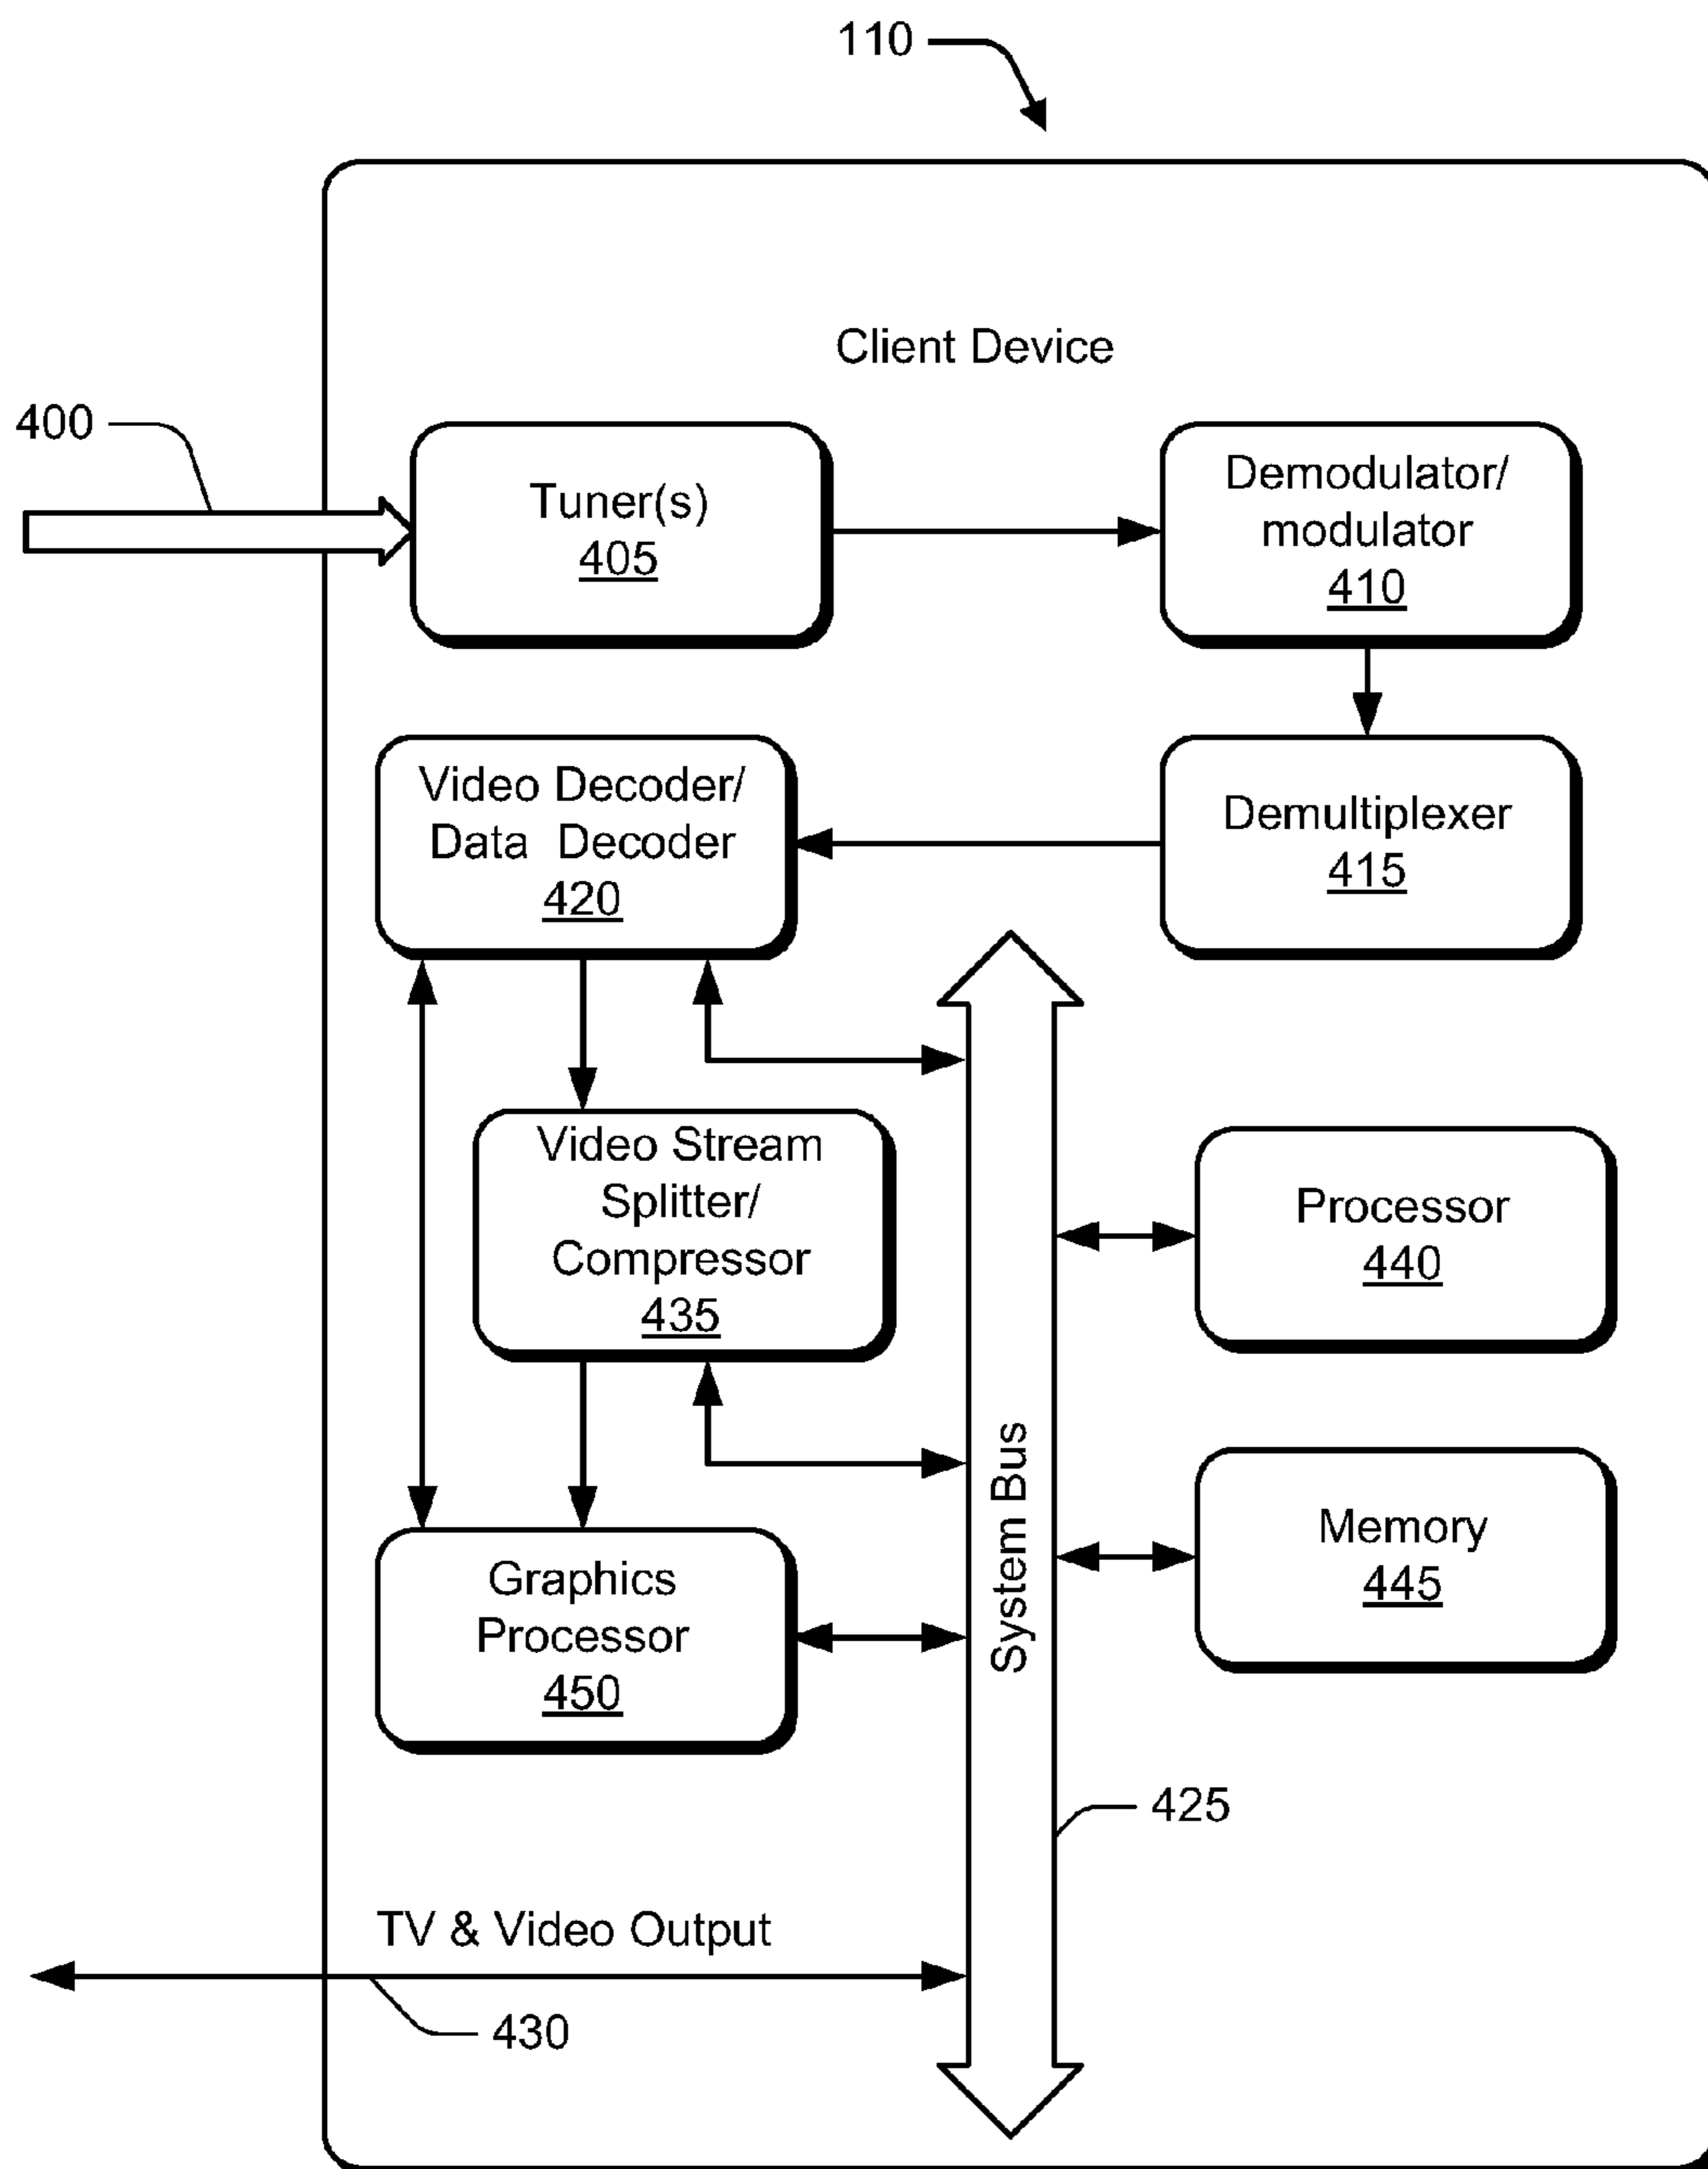 110
Client Device
400
Tuner(s)
405
Demodulator/
modulator
410
Video Decoder/
Data Decoder
420
Demultiplexer
415
Video Stream
Splitter/
Compressor
435
Processor
440
System Bus
Memory
445
Graphics
Processor
450
425
TV & Video Output
430